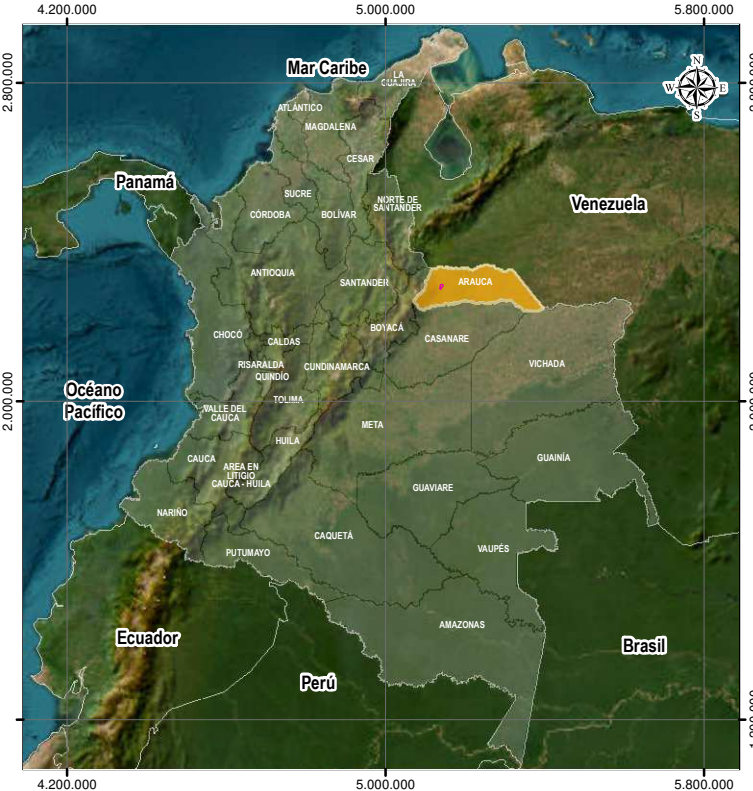 4.200.000
5.000.000
5.800.000
2.800.000
Mar Caribe
LA
GUAJIRA
N
W
E
S
ATLÁNTICO
MAGDALENA
CESAR
Panamá
SUCRE
NORTE DE
SANTANDER
Venezuela
CÓRDOBA
BOLÍVAR
ANTIOQUIA
SANTANDER
ARAUCA
CHOCÓ
BOYACÁ
CALDAS
CASANARE
RISARALDA
CUNDINAMARCA
VICHADA
QUINDÍO
Océano
Pacífico
2.000.000
TOLIMA
VALLE DEL
CAUCA
META
HUILA
CAUCA
AREA EN
LITIGIO
CAUCA - HUILA
GUAINÍA
GUAVIARE
NARIÑO
CAQUETÁ
VAUPÉS
PUTUMAYO
AMAZONAS
Ecuador
Brasil
Perú
4.200.000
5.000.000
5.800.000